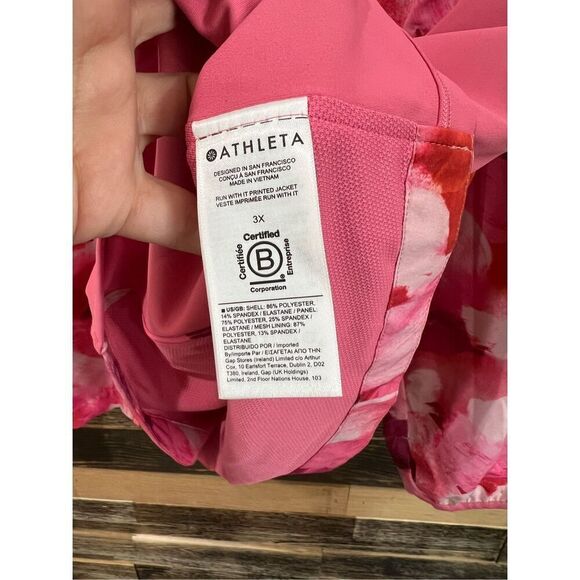 ATHLETA
DESIGNED IN SAN FRANCISCO
CONÇU À SAN FRANCISCO
MADE IN VIETNAM
RUN WITH IT PRINTED JACKET
VESTE IMPRIMÉE RUN WITH IT
3X
Certified
Certifiée
B
Entreprise
Corporation
■ US/GB: SHELL: 86% POLYESTER,
14% SPANDEX / ELASTANE / PANEL:
75% POLYESTER, 25% SPANDEX /
ELASTANE / MESH LINING: 87%
POLYESTER, 13% SPANDEX /
ELASTANE
DISTRIBUIDO POR / Imported
By/Importe Par / ΕΙΣΑΓΕΤΑΙ ΑΠΟ ΤΗΝ:
Gap Stores (Ireland) Limited c/o Arthur
Cox, 10 Earlsfort Terrace, Dublin 2, D02
T380, Ireland, Gap (UK Holdings)
Limited, 2nd Floor Nations House, 103